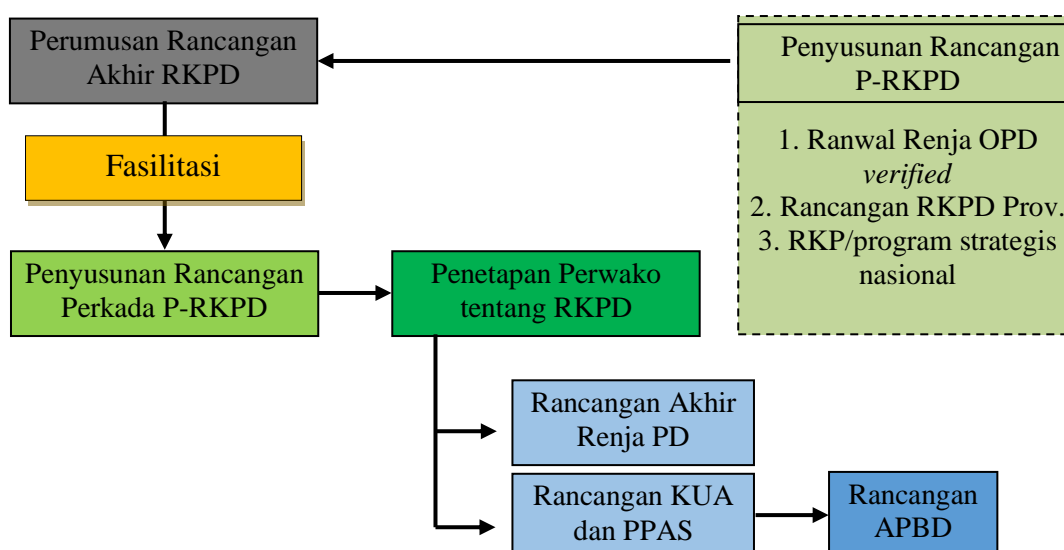 Perumusan Rancangan
Akhir RKPD
Penyusunan Rancangan
P-RKPD
1. Ranwal Renja OPD
verified
2. Rancangan RKPD Prov.
3. RKP/program strategis
nasional
Fasilitasi
Penyusunan Rancangan
Perkada P-RKPD
Penetapan Perwako
tentang RKPD
Rancangan Akhir
Renja PD
Rancangan KUA
dan PPAS
Rancangan
APBD